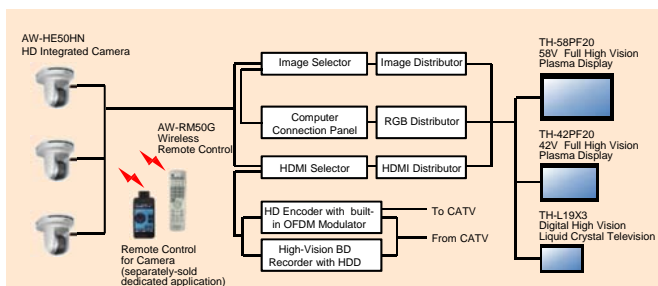 AW-HE50HN
HD Integrated Camera
AW-RM50G
Wireless
Remote Control
Remote Control
for Camera
(separately-sold
dedicated application)
Image Selector
Image Distributor
Computer
Connection Panel
RGB Distributor
HDMI Selector
HDMI Distributor
HD Encoder with built-
in OFDM Modulator
High-Vision BD
Recorder with HDD
To CATV
From CATV
TH-58PF20
58V Full High Vision
Plasma Display
TH-42PF20
42V Full High Vision
Plasma Display
TH-L19X3
Digital High Vision
Liquid Crystal Television